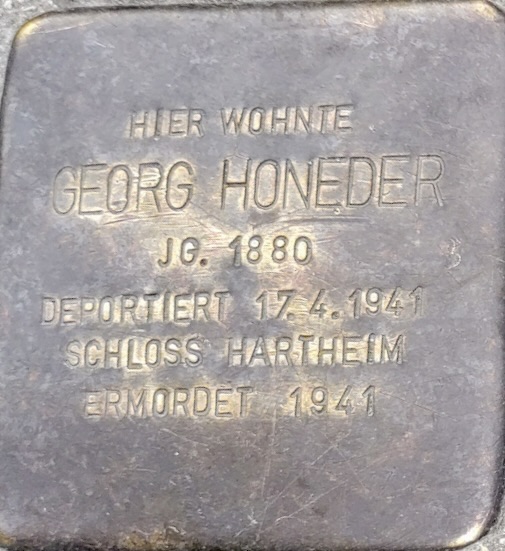 HIER WOHNTE
GEORG HONEDER
JG. 1880
DEPORTIERT 17.4.1941
SCHLOSS HARTHEIM
ERMORDET 1941